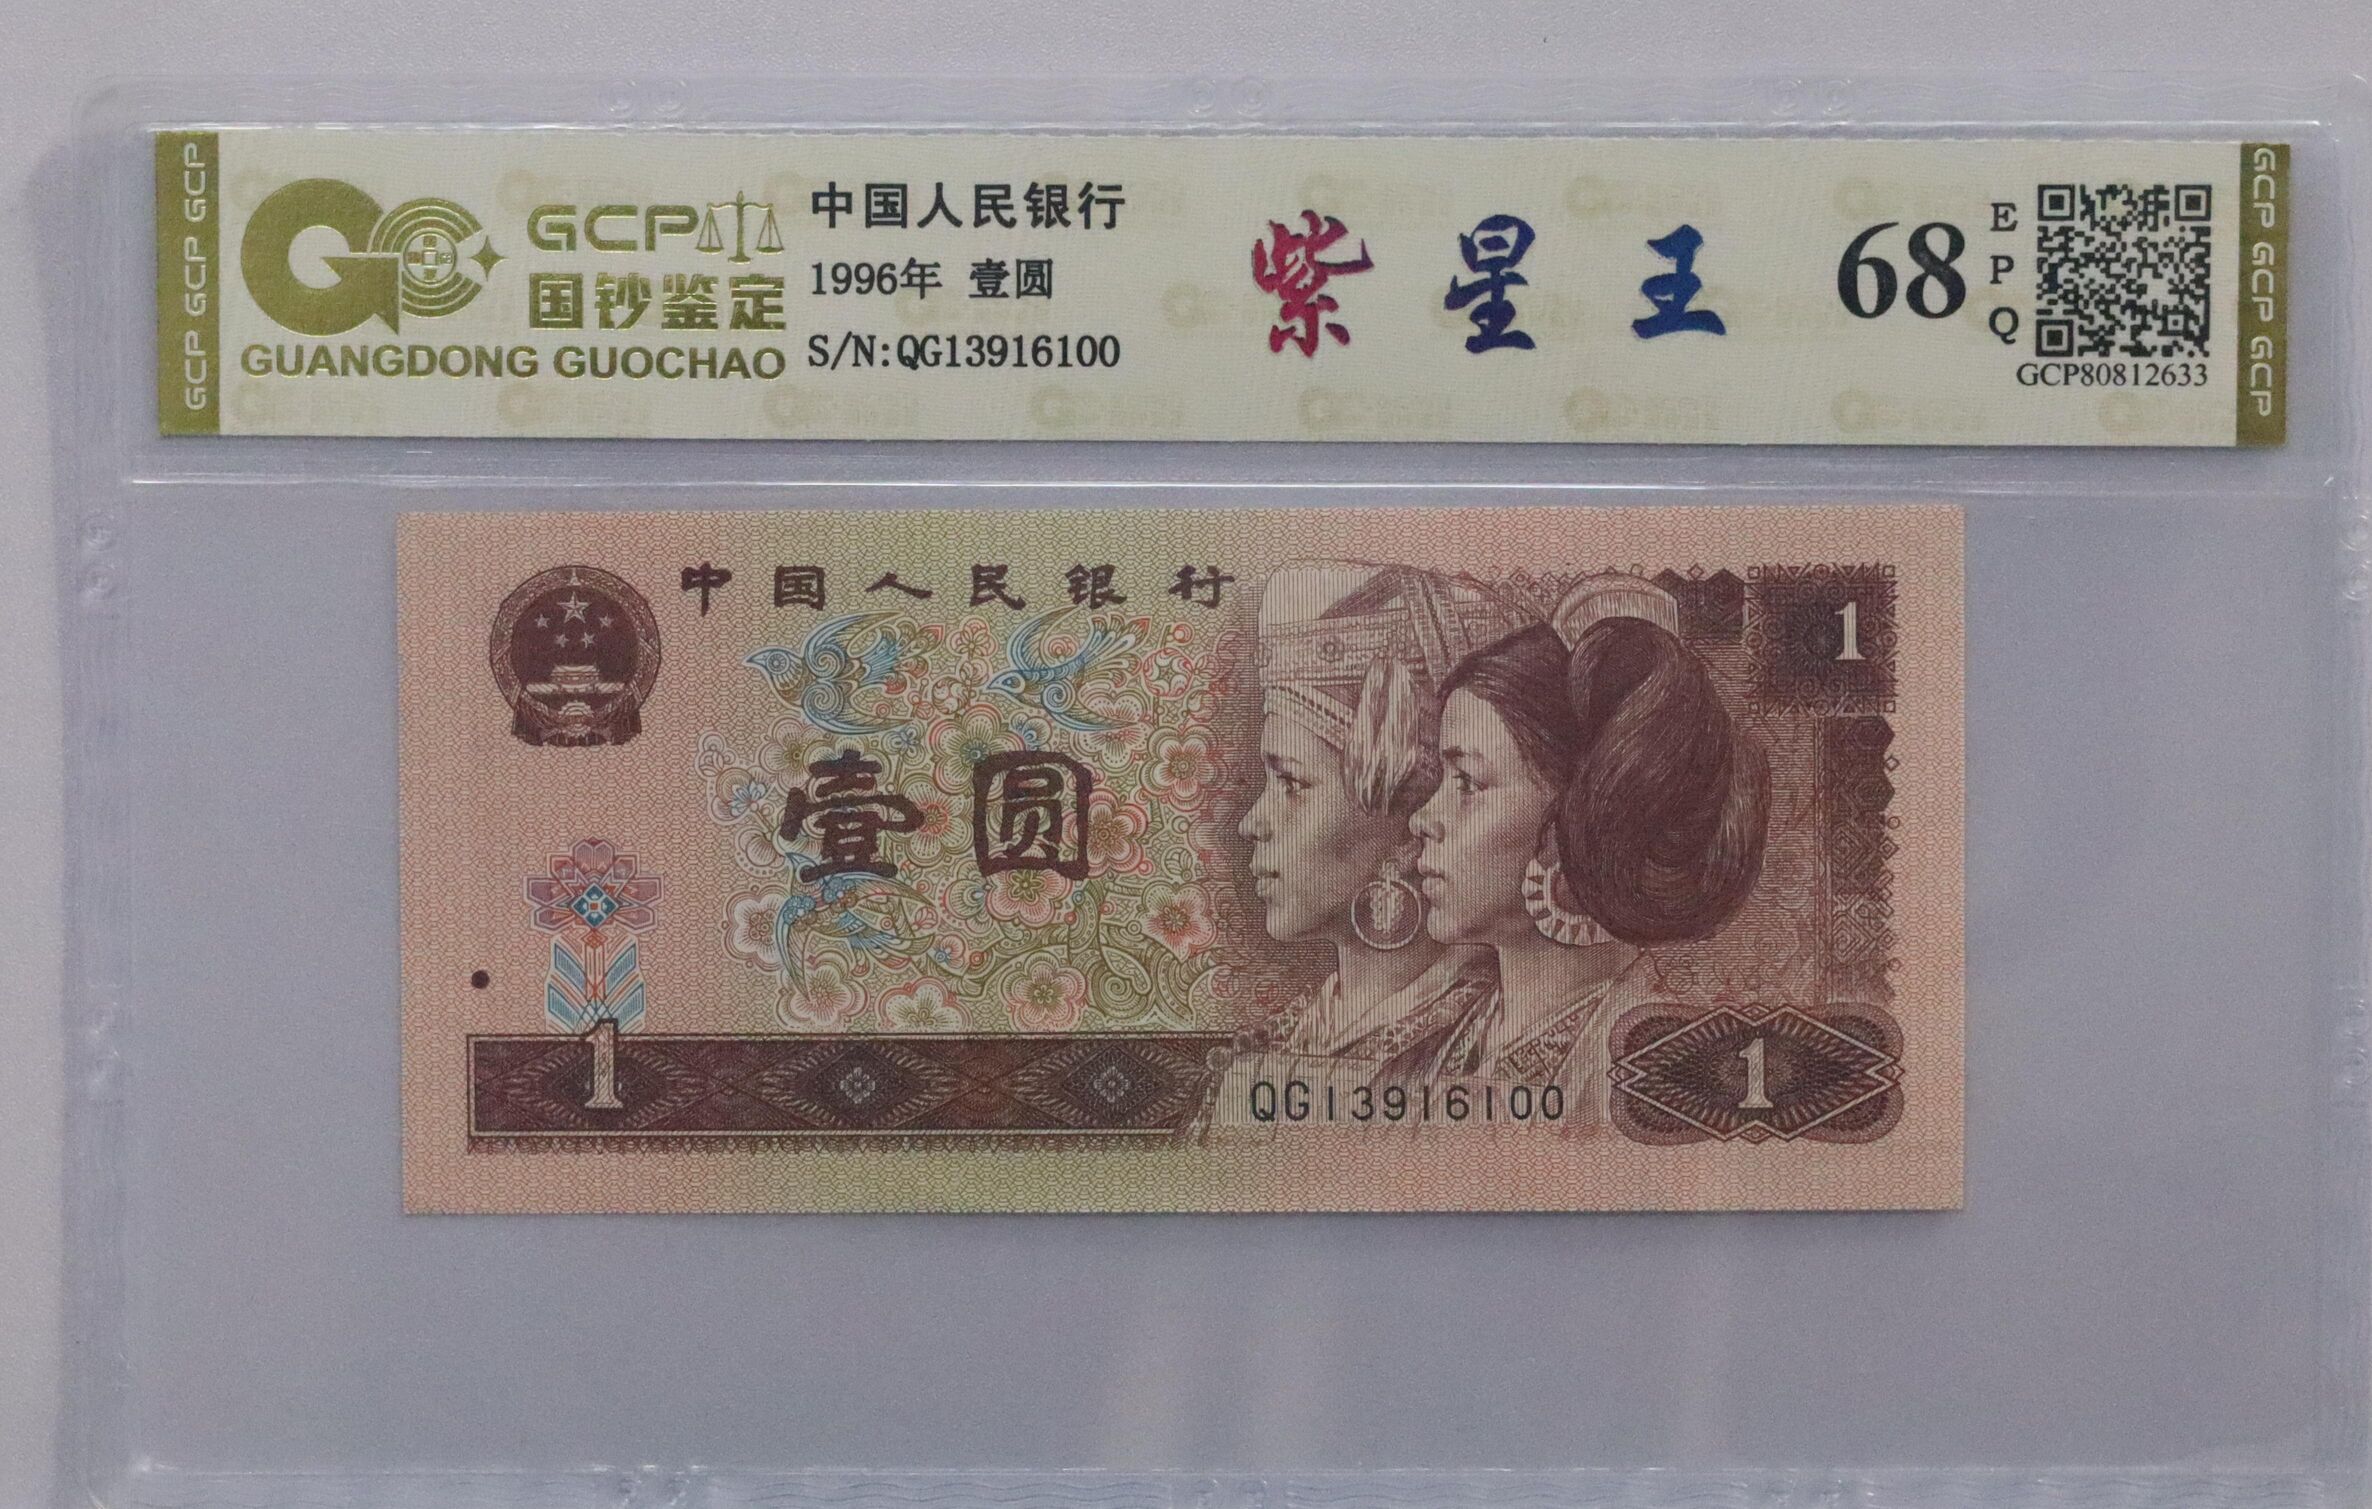 GCP GCP GCP
GCP
国钞鉴定
GUANGDONG GUOCHAO
中国人民银行
1996年 壹圆
S/N:QG13916100
紫星王
68
EPQ
GCP80812633
GCP GCP GCP
中国人民银行
1
壹圆
1
QG13916100
1